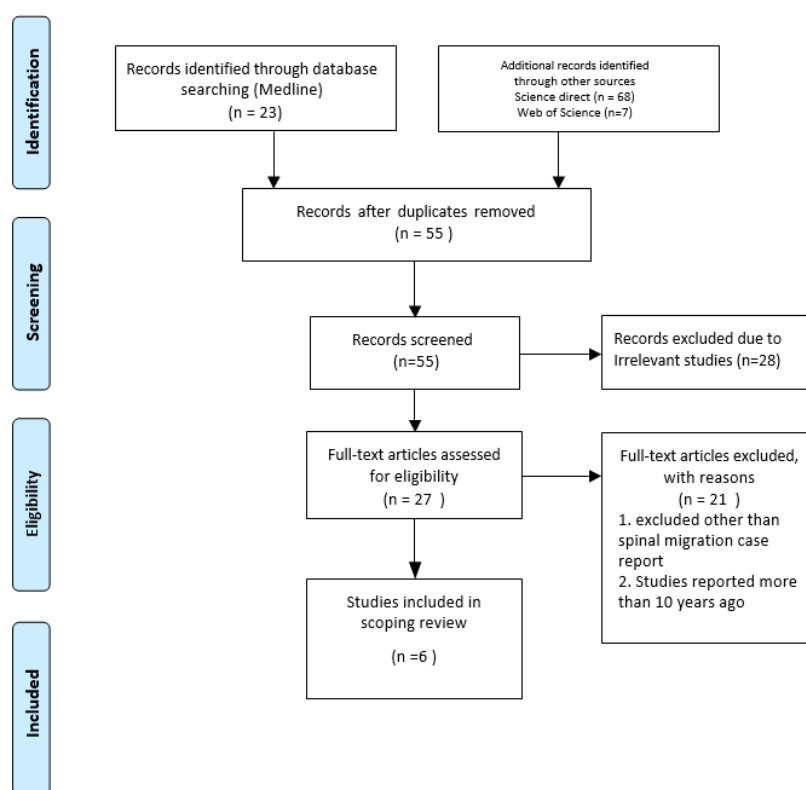 Identification
Records identified through database
searching (Medline)
(n = 23)
Additional records identified
through other sources
Science direct (n = 68)
Web of Science (n=7)
Records after duplicates removed
(n = 55 )
Screening
Records screened
(n=55)
Records excluded due to
Irrelevant studies (n=28)
Eligibility
Full-text articles assessed
for eligibility
(n = 27 )
Full-text articles excluded,
with reasons
(n = 21 )
1. excluded other than
spinal migration case
report
2. Studies reported more
than 10 years ago
Included
Studies included in
scoping review
(n =6 )